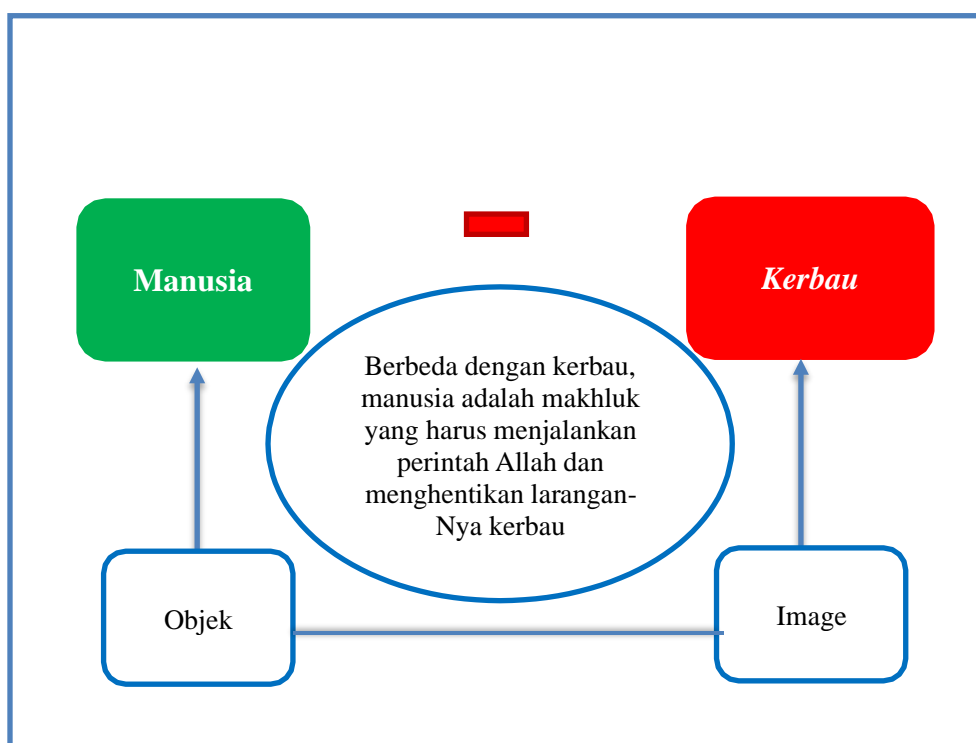 Manusia
Kerbau
Berbeda dengan kerbau,
manusia adalah makhluk
yang harus menjalankan
perintah Allah dan
menghentikan larangan-
Nya kerbau
Objek
Image